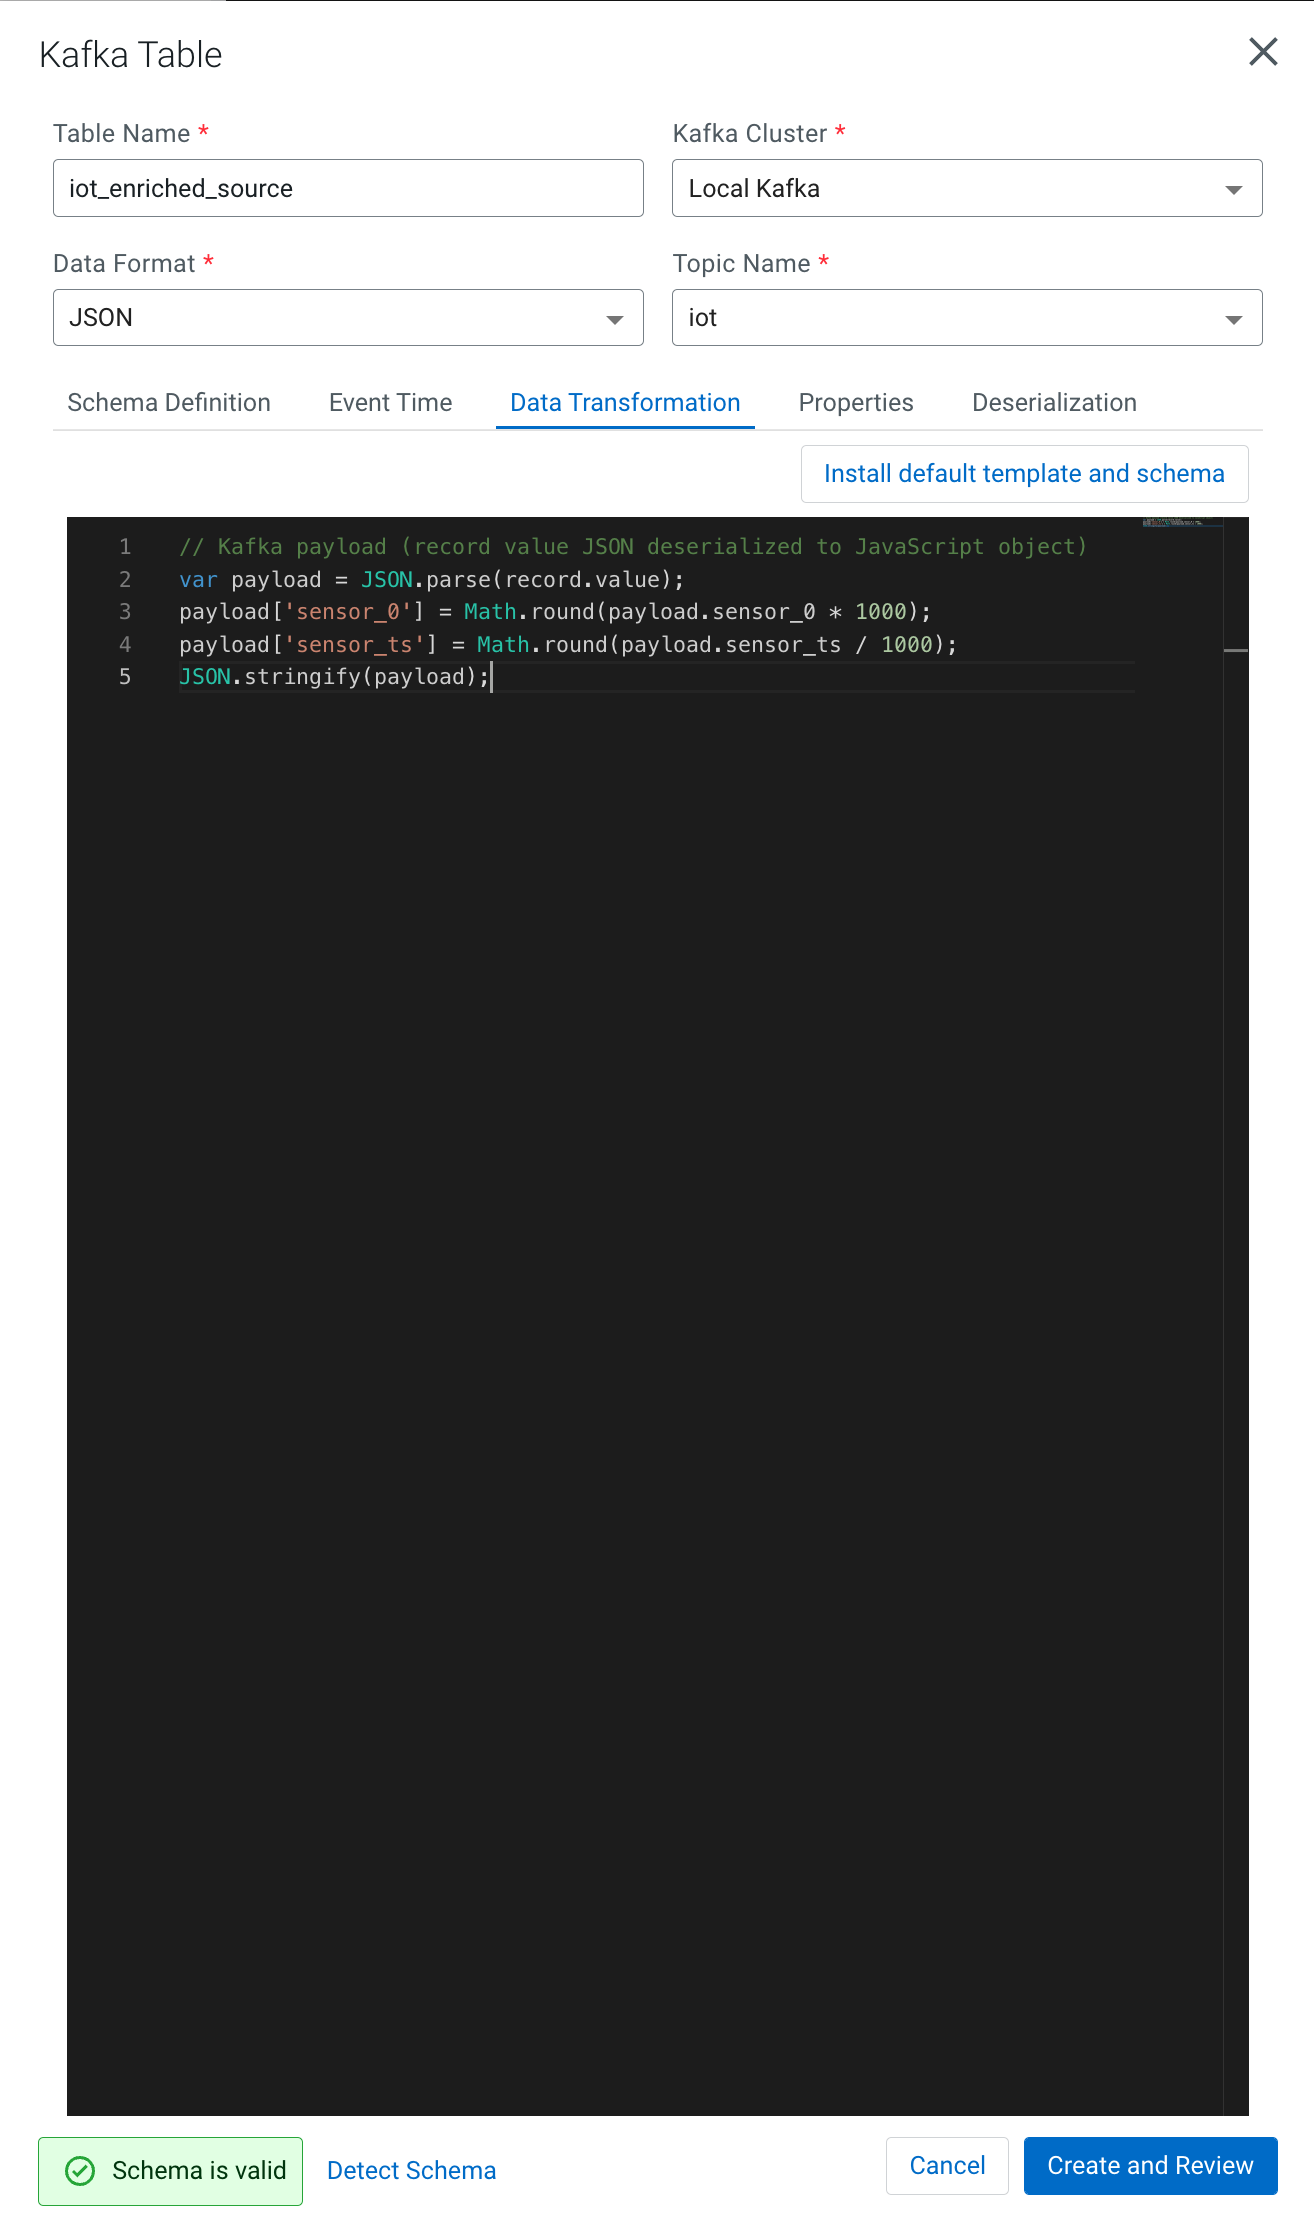 Kafka Table
Table Name *
Kafka Cluster *
iot_enriched_source
Local Kafka
Data Format *
Topic Name *
JSON
iot
Schema Definition Event Time Data Transformation Properties Deserialization
Install default template and schema
1 // Kafka payload (record value JSON deserialized to JavaScript object)
2 var payload = JSON.parse(record.value);
3 payload['sensor_0'] = Math.round(payload.sensor_0 * 1000);
4 payload['sensor_ts'] = Math.round(payload.sensor_ts / 1000);
5 JSON.stringify(payload);
Schema is valid
Detect Schema
Cancel
Create and Review